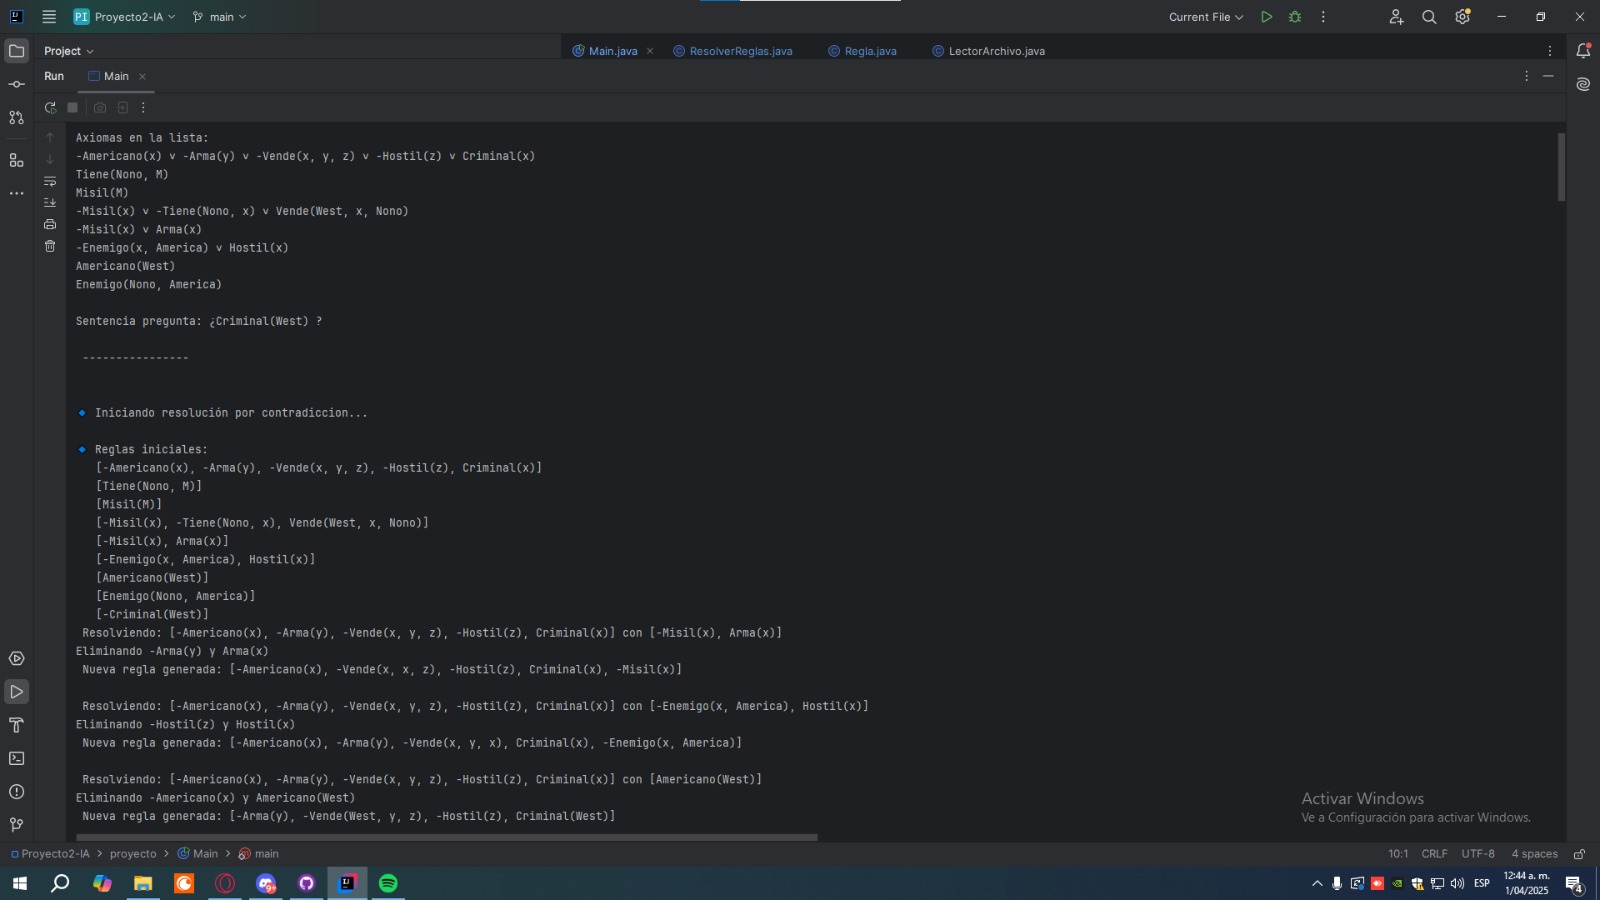 PI Proyecto2-IA main Current File
Project Main.java ResolverReglas.java Regla.java LectorArchivo.java
Run Main
Axiomas en la lista:
-Americano(x) v -Arma(y) v -Vende(x, y, z) v -Hostil(z) v Criminal(x)
Tiene(Nono, M)
Misil(M)
-Misil(x) v -Tiene(Nono, x) v Vende(West, x, Nono)
-Misil(x) v Arma(x)
-Enemigo(x, America) v Hostil(x)
Americano(West)
Enemigo(Nono, America)
Sentencia pregunta: ¿Criminal(West) ?
----------------
Iniciando resolución por contradiccion...
Reglas iniciales:
[-Americano(x), -Arma(y), -Vende(x, y, z), -Hostil(z), Criminal(x)]
[Tiene(Nono, M)]
[Misil(M)]
[-Misil(x), -Tiene(Nono, x), Vende(West, x, Nono)]
[-Misil(x), Arma(x)]
[-Enemigo(x, America), Hostil(x)]
[Americano(West)]
[Enemigo(Nono, America)]
[-Criminal(West)]
Resolviendo: [-Americano(x), -Arma(y), -Vende(x, y, z), -Hostil(z), Criminal(x)] con [-Misil(x), Arma(x)]
Eliminando -Arma(y) y Arma(x)
Nueva regla generada: [-Americano(x), -Vende(x, x, z), -Hostil(z), Criminal(x), -Misil(x)]
Resolviendo: [-Americano(x), -Arma(y), -Vende(x, y, z), -Hostil(z), Criminal(x)] con [-Enemigo(x, America), Hostil(x)]
Eliminando -Hostil(z) y Hostil(x)
Nueva regla generada: [-Americano(x), -Arma(y), -Vende(x, y, x), Criminal(x), -Enemigo(x, America)]
Resolviendo: [-Americano(x), -Arma(y), -Vende(x, y, z), -Hostil(z), Criminal(x)] con [Americano(West)]
Eliminando -Americano(x) y Americano(West)
Nueva regla generada: [-Arma(y), -Vende(West, y, z), -Hostil(z), Criminal(West)]
Activar Windows
Ve a Configuración para activar Windows.
Proyecto2-IA > proyecto > Main > main 10:1 CRLF UTF-8 4 spaces
9+ IJ ESP 12:44 a. m.
1/04/2025 4